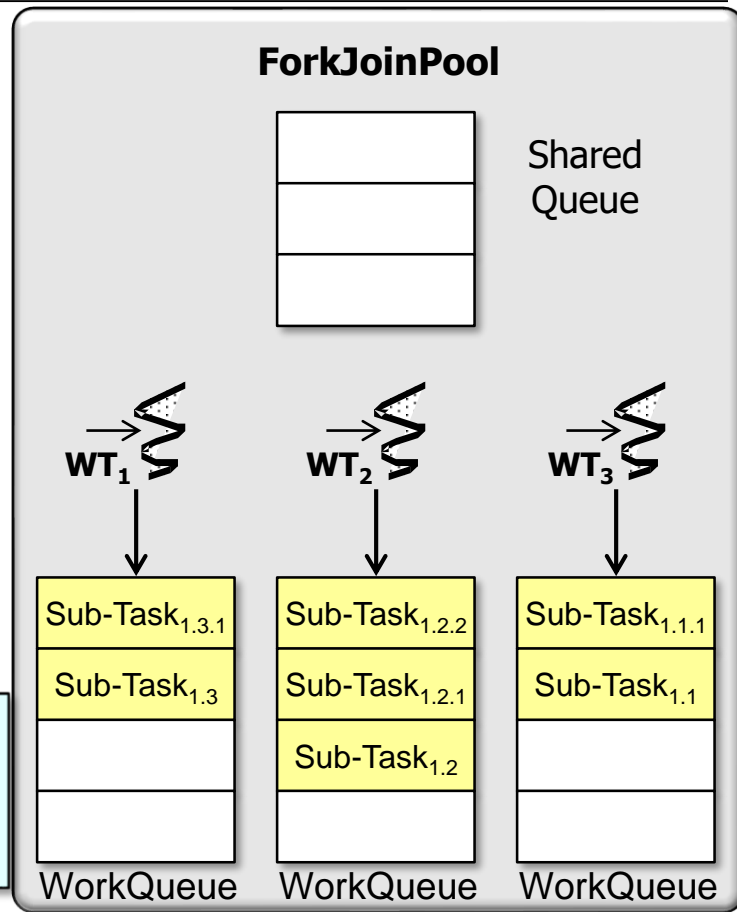 ForkJoinPool
Shared
Queue
WT1
WT2
WT3
Sub-Task1.3.1
Sub-Task1.3
Sub-Task1.2.2
Sub-Task1.2.1
Sub-Task1.2
Sub-Task1.1.1
Sub-Task1.1
WorkQueue
WorkQueue
WorkQueue